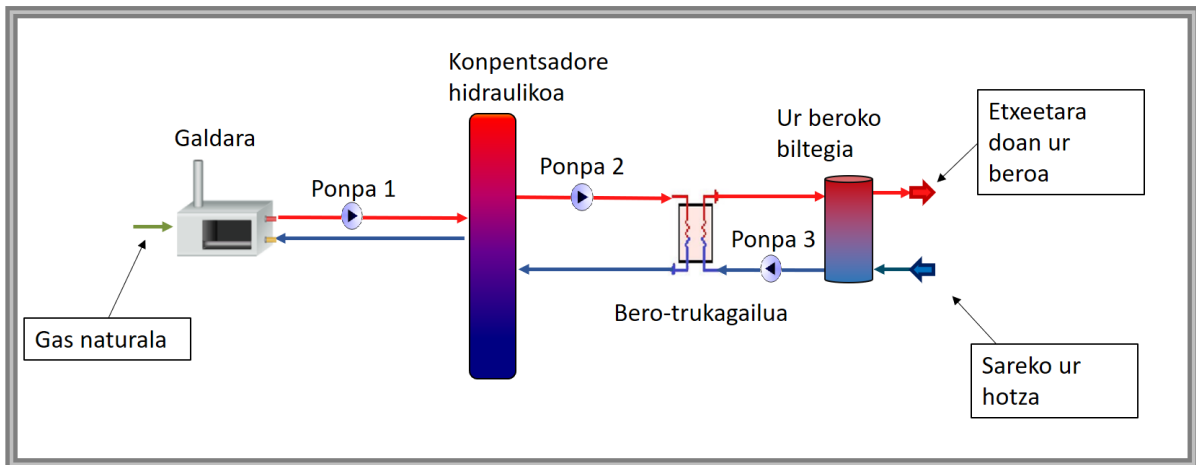 Konpentsadore
hidraulikoa
Galdara
Ponpa 1
Ponpa 2
Ur beroko
biltegia
Etxeetara
doan ur
beroa
Ponpa 3
Bero-trukagailua
Gas naturala
Sareko ur
hotza